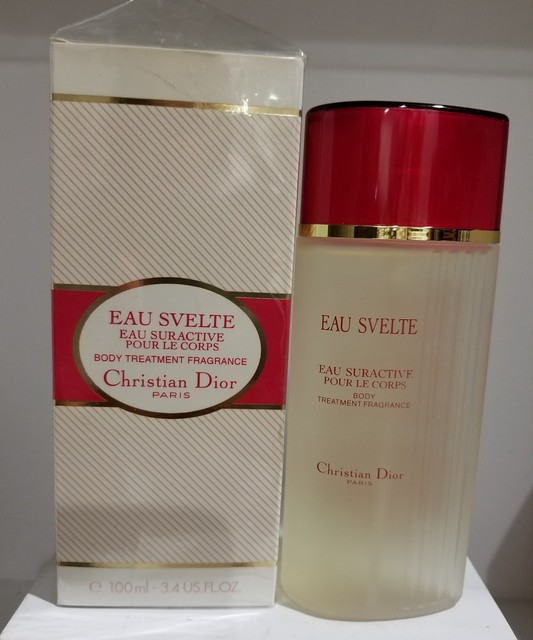 EAU SVELTE
EAU SURACTIVE
POUR LE CORPS
BODY TREATMENT FRAGRANCE
Christian Dior
PARIS
℮ 100 ml - 3.4 US.FL.OZ.
EAU SVELTE
EAU SURACTIVE
POUR LE CORPS
BODY
TREATMENT FRAGRANCE
Christian Dior
PARIS